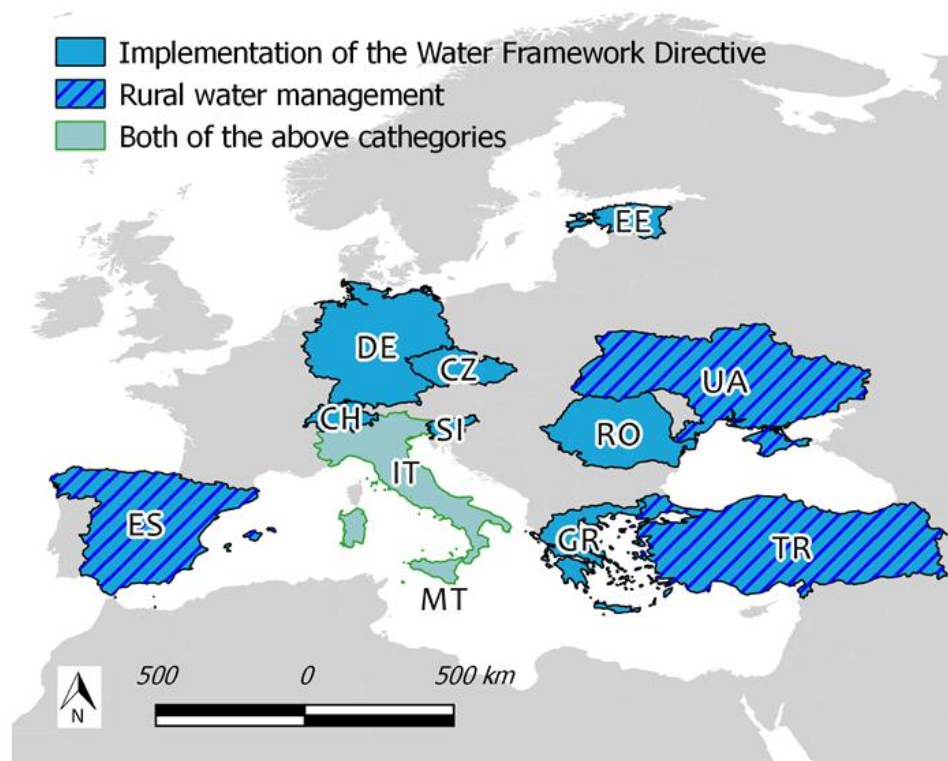 Implementation of the Water Framework Directive
Rural water management
Both of the above cathegories
EE
DE
CZ
UA
CH
SI
RO
IT
ES
GR
TR
MT
500 0 500 km
N